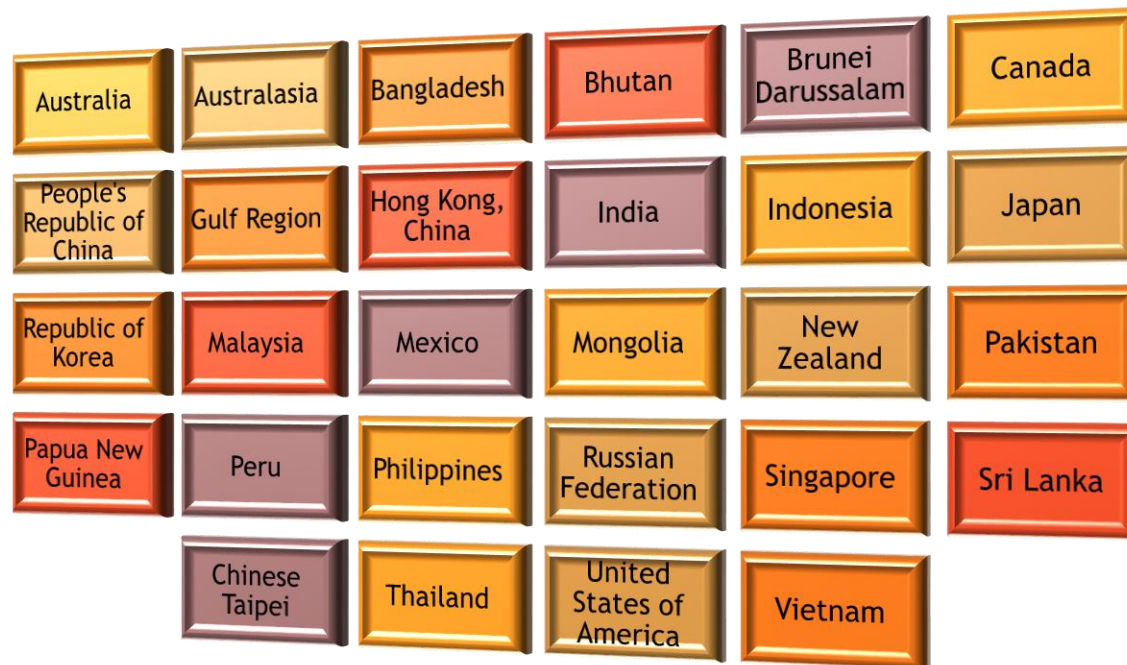 Australia
Australasia
Bangladesh
Bhutan
Brunei
Darussalam
Canada
People's
Republic of
China
Gulf Region
Hong Kong,
China
India
Indonesia
Japan
Republic of
Korea
Malaysia
Mexico
Mongolia
New
Zealand
Pakistan
Papua New
Guinea
Peru
Philippines
Russian
Federation
Singapore
Sri Lanka
Chinese
Taipei
Thailand
United
States of
America
Vietnam